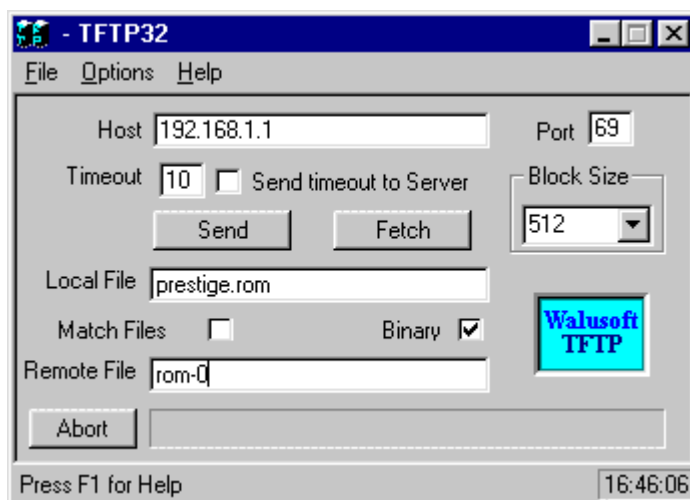 - TFTP32
File Options Help
Host 192.168.1.1 Port 69
Timeout 10 Send timeout to Server Block Size
Send Fetch 512
Local File prestige.rom
Match Files Binary Walusoft
TFTP
Remote File rom-0
Abort
Press F1 for Help 16:46:06